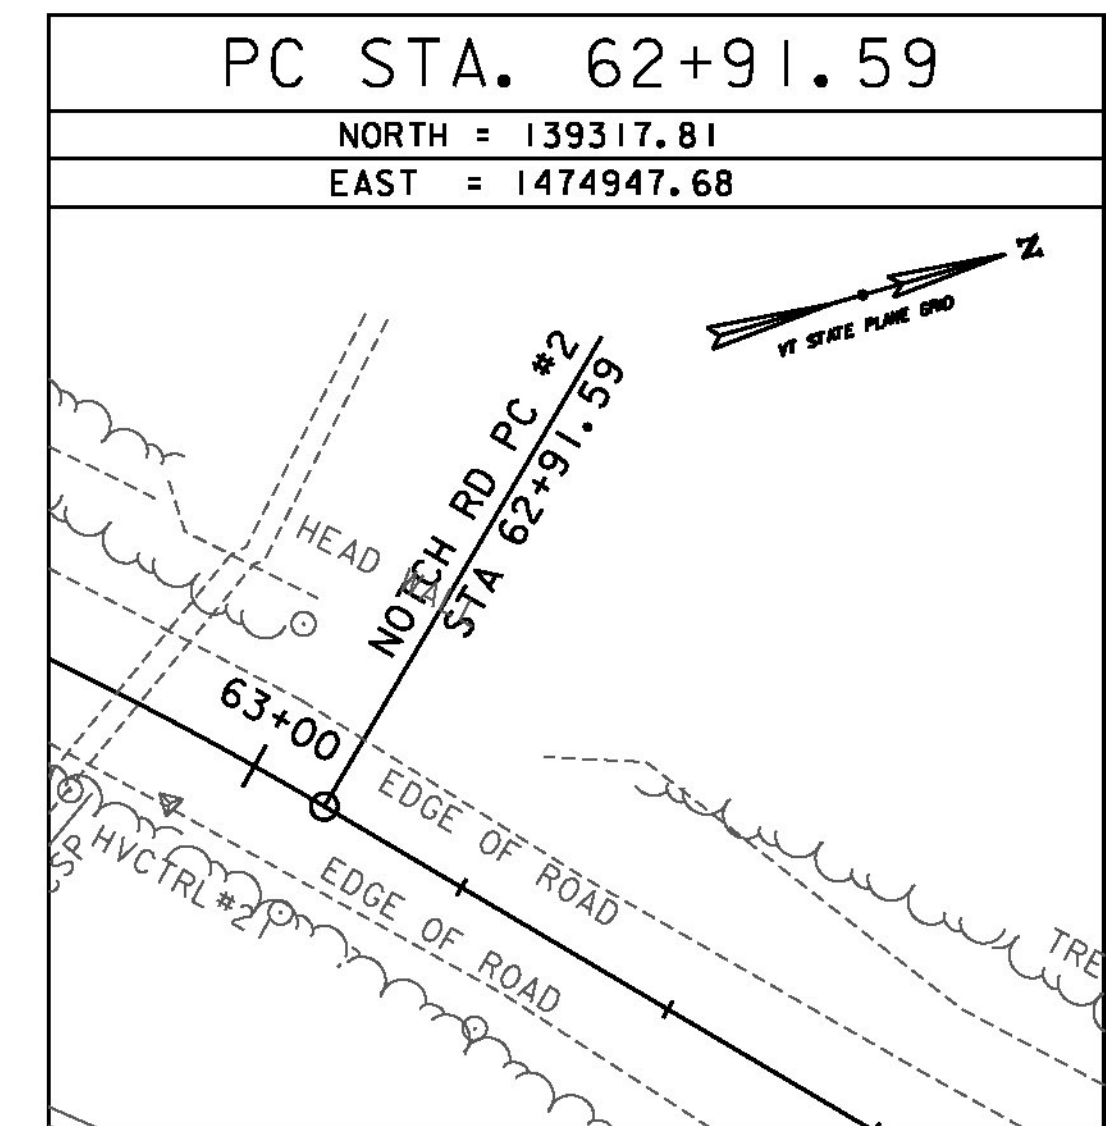 PC STA. 62+91.59
NORTH = 139317.81
EAST = 1474947.68
N
VT STATE PLANE GRID
NOTCH RD PC #2
STA 62+91.59
HEAD WALL
63+00
EDGE OF ROAD
EDGE OF ROAD
HVCTRL#2
TRE